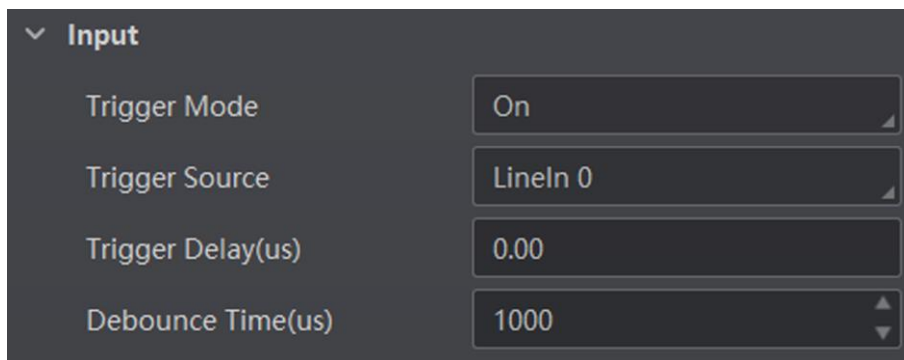 Input
Trigger Mode On
Trigger Source LineIn 0
Trigger Delay(us) 0.00
Debounce Time(us) 1000